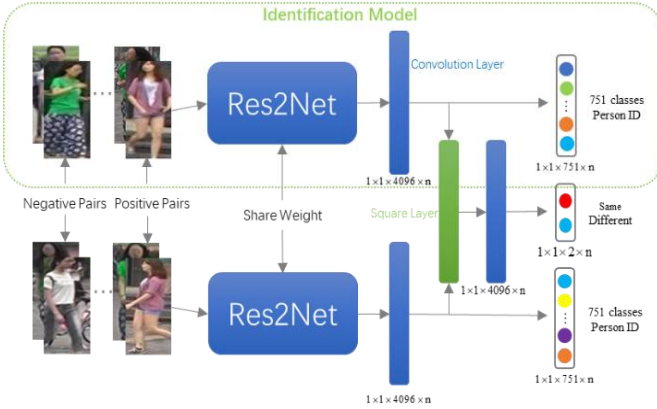 Identification Model
Convolution Layer
Res2Net
751 classes
Person ID
1×1×4096×n
1×1×751×n
Negative Pairs
Positive Pairs
Share Weight
Square Layer
Same
Different
1×1×2×n
1×1×4096×n
Res2Net
751 classes
Person ID
1×1×751×n
1×1×4096×n